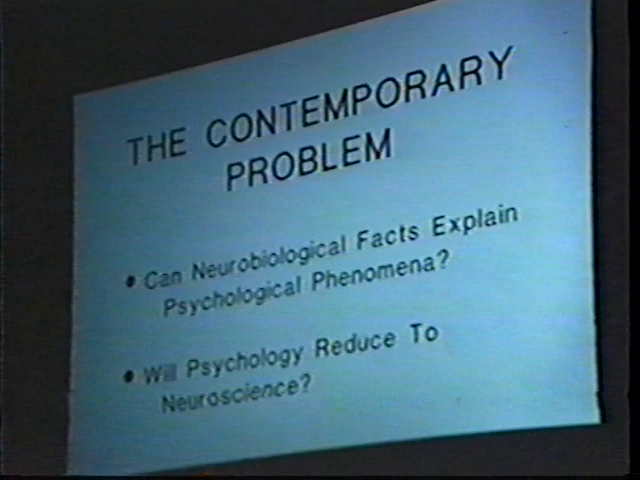 THE CONTEMPORARY
PROBLEM
• Can Neurobiological Facts Explain
Psychological Phenomena?
• Will Psychology Reduce To
Neuroscience?